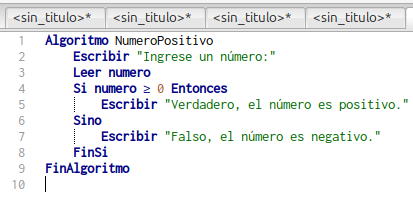 <sin_titulo>* <sin_titulo>* <sin_titulo>* <sin_titulo>*
1 Algoritmo NumeroPositivo
2 Escribir "Ingrese un número:"
3 Leer numero
4 Si numero ≥ 0 Entonces
5 Escribir "Verdadero, el número es positivo."
6 Sino
7 Escribir "Falso, el número es negativo."
8 FinSi
9 FinAlgoritmo
10